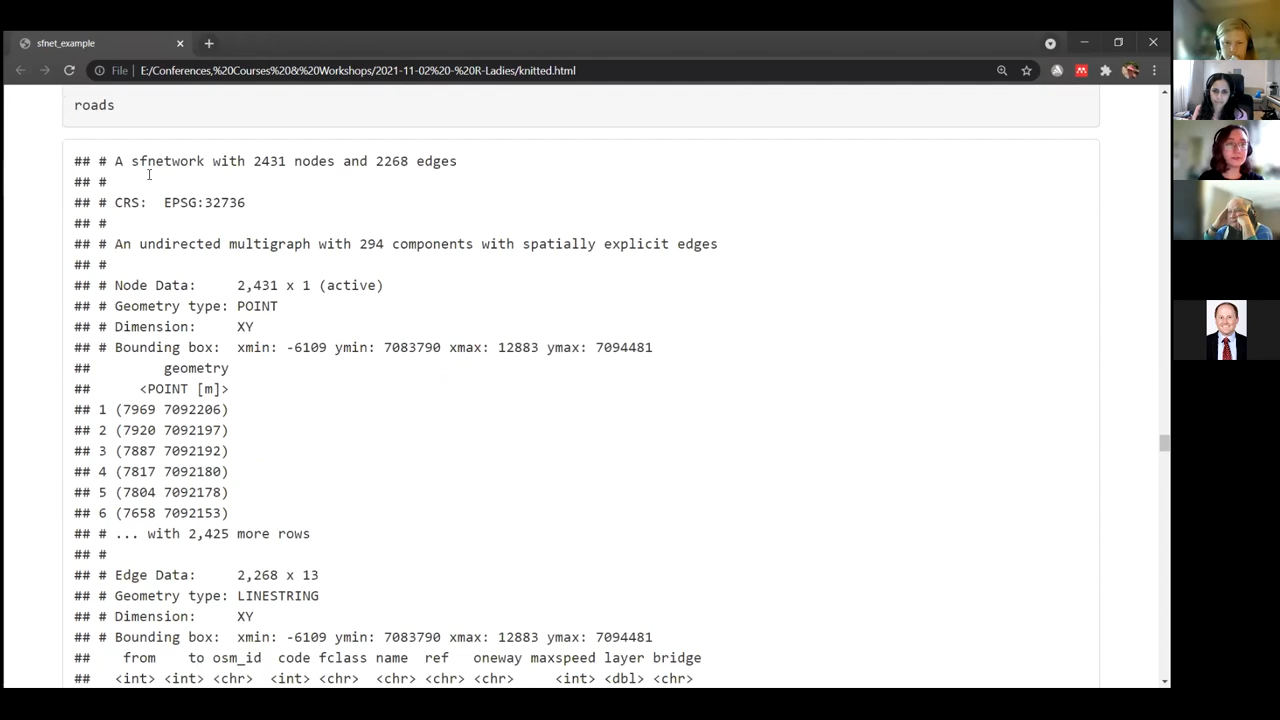 sfnet_example
File E:/Conferences,%20Courses%20&%20Workshops/2021-11-02%20-%20R-Ladies/knitted.html
roads
## # A sfnetwork with 2431 nodes and 2268 edges
## #
## # CRS:  EPSG:32736
## #
## # An undirected multigraph with 294 components with spatially explicit edges
## #
## # Node Data:     2,431 x 1 (active)
## # Geometry type: POINT
## # Dimension:     XY
## # Bounding box:  xmin: -6109 ymin: 7083790 xmax: 12883 ymax: 7094481
##         geometry
##      <POINT [m]>
## 1 (7969 7092206)
## 2 (7920 7092197)
## 3 (7887 7092192)
## 4 (7817 7092180)
## 5 (7804 7092178)
## 6 (7658 7092153)
## # ... with 2,425 more rows
## #
## # Edge Data:     2,268 x 13
## # Geometry type: LINESTRING
## # Dimension:     XY
## # Bounding box:  xmin: -6109 ymin: 7083790 xmax: 12883 ymax: 7094481
##    from    to osm_id  code fclass name  ref   oneway maxspeed layer bridge
##   <int> <int> <chr>  <int> <chr>  <chr> <chr> <chr>     <int> <dbl> <chr>